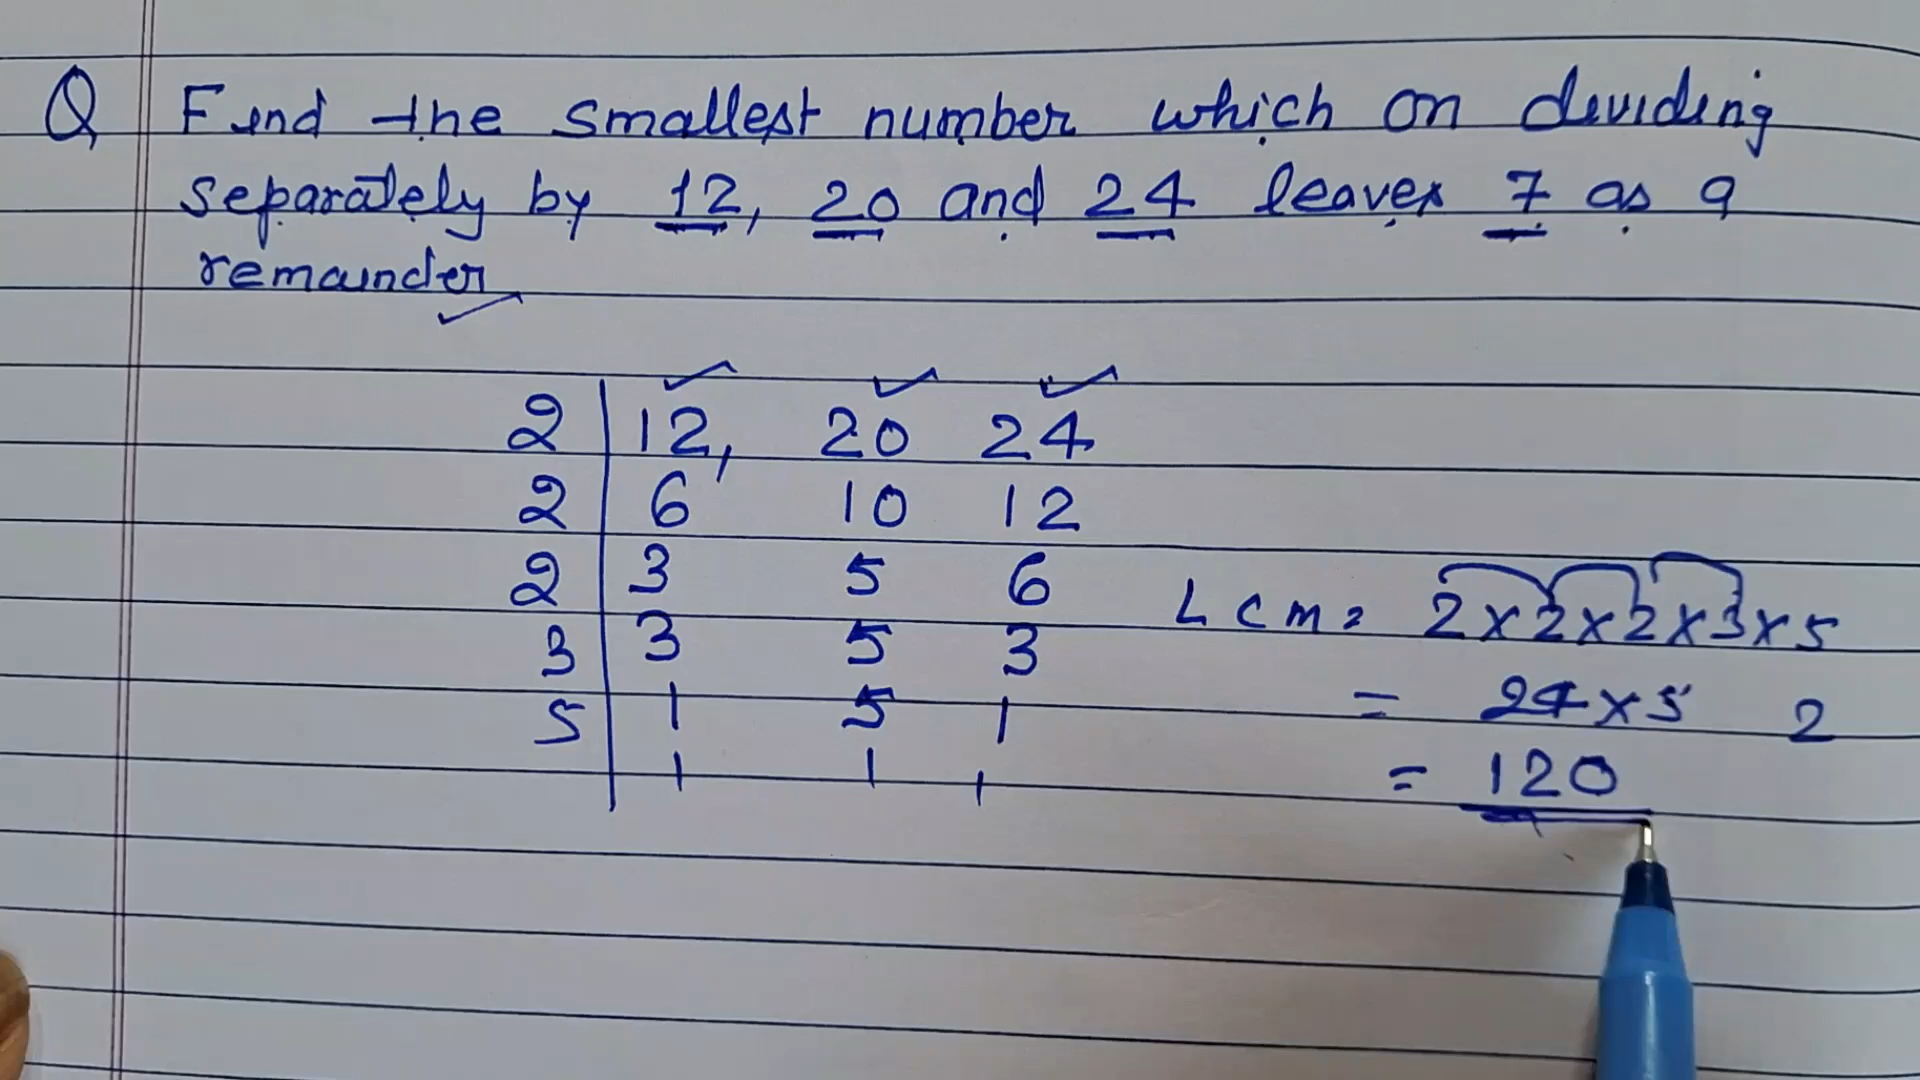 Q Find the smallest number which on dividing
separately by 12, 20 and 24 leaves 7 as a
remainder
2 | 12, 20 24
2 | 6 10 12
2 | 3 5 6
3 | 3 5 3
5 | 1 5 1
1 1 1
LCM = 2x2x2x3x5
= 24x5 2
= 120